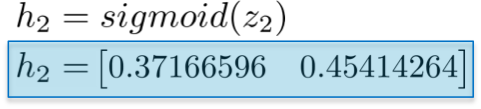 h₂ = sigmoid(z₂)
h₂ = [0.37166596 0.45414264]